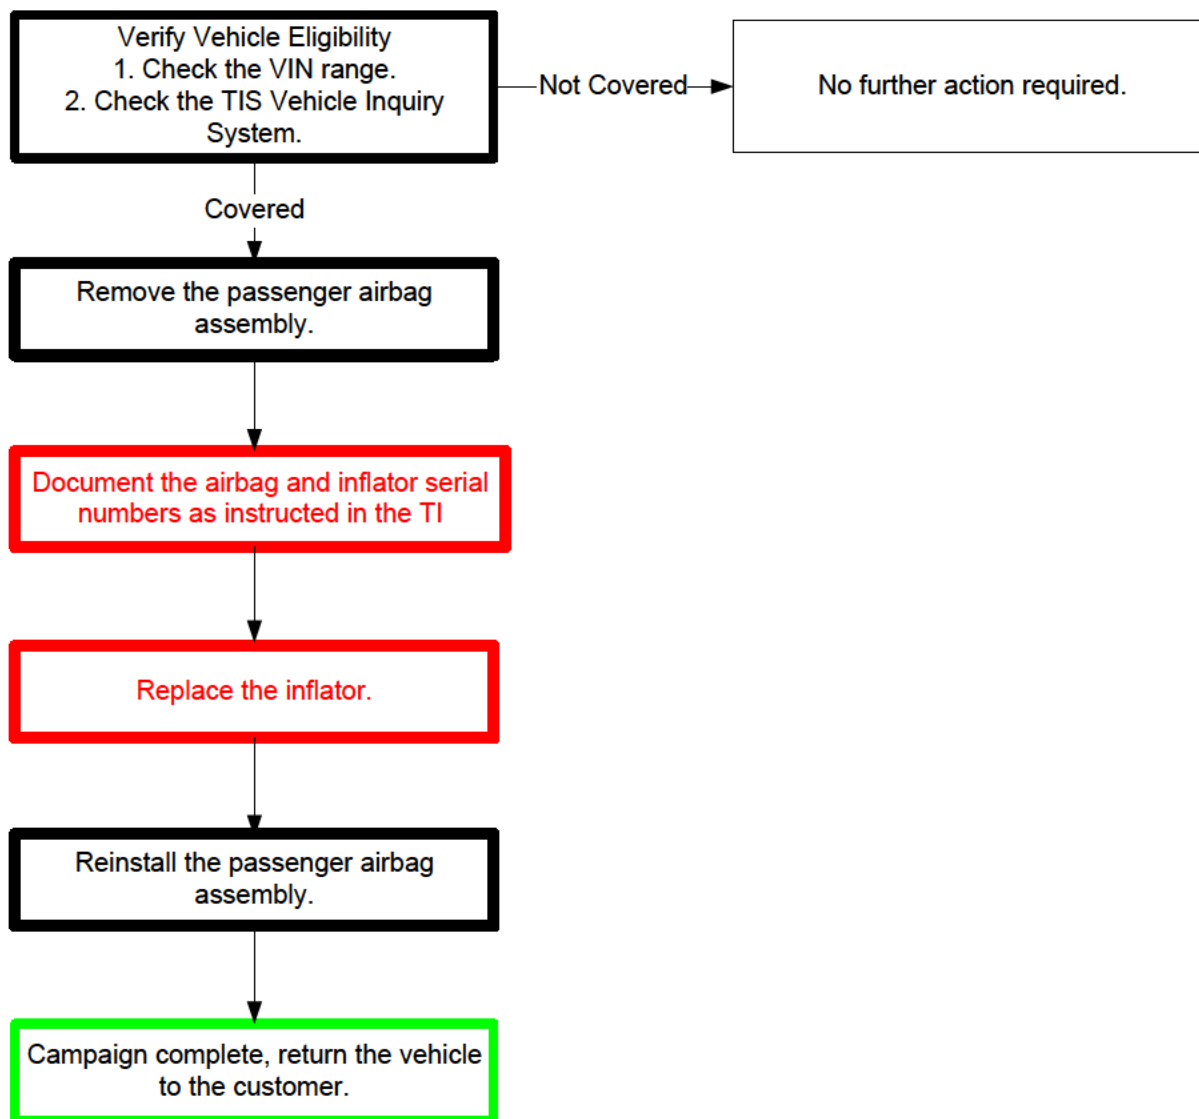 Verify Vehicle Eligibility
1. Check the VIN range.
2. Check the TIS Vehicle Inquiry
System.
Not Covered
No further action required.
Covered
Remove the passenger airbag
assembly.
Document the airbag and inflator serial
numbers as instructed in the TI
Replace the inflator.
Reinstall the passenger airbag
assembly.
Campaign complete, return the vehicle
to the customer.